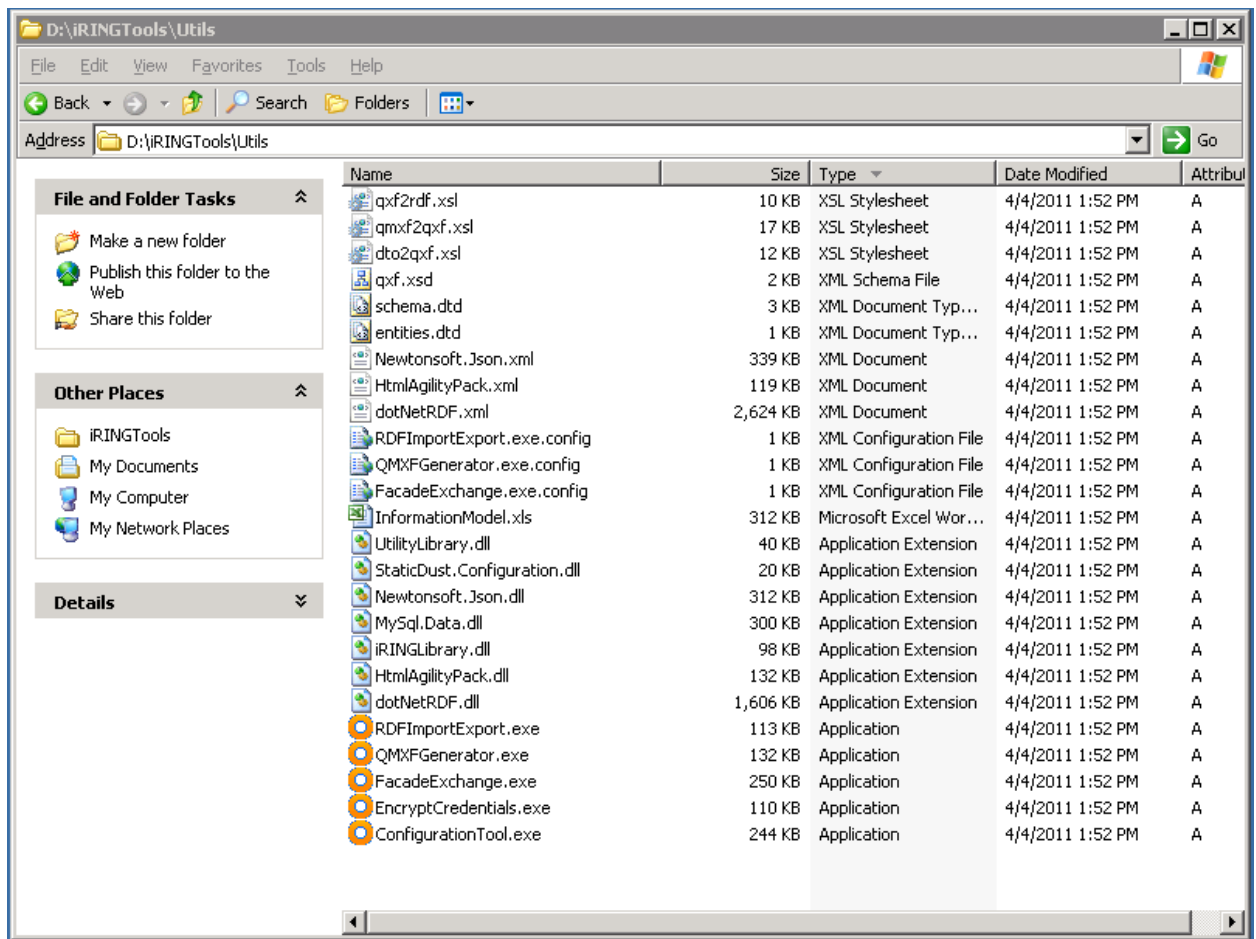 D:\iRINGTools\Utils
File Edit View Favorites Tools Help
Back Search Folders
Address D:\iRINGTools\Utils Go
File and Folder Tasks
Make a new folder
Publish this folder to the
Web
Share this folder
Other Places
iRINGTools
My Documents
My Computer
My Network Places
Details
Name Size Type Date Modified Attribu
qxf2rdf.xsl 10 KB XSL Stylesheet 4/4/2011 1:52 PM A
qmxf2qxf.xsl 17 KB XSL Stylesheet 4/4/2011 1:52 PM A
dto2qxf.xsl 12 KB XSL Stylesheet 4/4/2011 1:52 PM A
qxf.xsd 2 KB XML Schema File 4/4/2011 1:52 PM A
schema.dtd 3 KB XML Document Typ... 4/4/2011 1:52 PM A
entities.dtd 1 KB XML Document Typ... 4/4/2011 1:52 PM A
Newtonsoft.Json.xml 339 KB XML Document 4/4/2011 1:52 PM A
HtmlAgilityPack.xml 119 KB XML Document 4/4/2011 1:52 PM A
dotNetRDF.xml 2,624 KB XML Document 4/4/2011 1:52 PM A
RDFImportExport.exe.config 1 KB XML Configuration File 4/4/2011 1:52 PM A
QMXFGenerator.exe.config 1 KB XML Configuration File 4/4/2011 1:52 PM A
FacadeExchange.exe.config 1 KB XML Configuration File 4/4/2011 1:52 PM A
InformationModel.xls 312 KB Microsoft Excel Wor... 4/4/2011 1:52 PM A
UtilityLibrary.dll 40 KB Application Extension 4/4/2011 1:52 PM A
StaticDust.Configuration.dll 20 KB Application Extension 4/4/2011 1:52 PM A
Newtonsoft.Json.dll 312 KB Application Extension 4/4/2011 1:52 PM A
MySql.Data.dll 300 KB Application Extension 4/4/2011 1:52 PM A
iRINGLibrary.dll 98 KB Application Extension 4/4/2011 1:52 PM A
HtmlAgilityPack.dll 132 KB Application Extension 4/4/2011 1:52 PM A
dotNetRDF.dll 1,606 KB Application Extension 4/4/2011 1:52 PM A
RDFImportExport.exe 113 KB Application 4/4/2011 1:52 PM A
QMXFGenerator.exe 132 KB Application 4/4/2011 1:52 PM A
FacadeExchange.exe 250 KB Application 4/4/2011 1:52 PM A
EncryptCredentials.exe 110 KB Application 4/4/2011 1:52 PM A
ConfigurationTool.exe 244 KB Application 4/4/2011 1:52 PM A